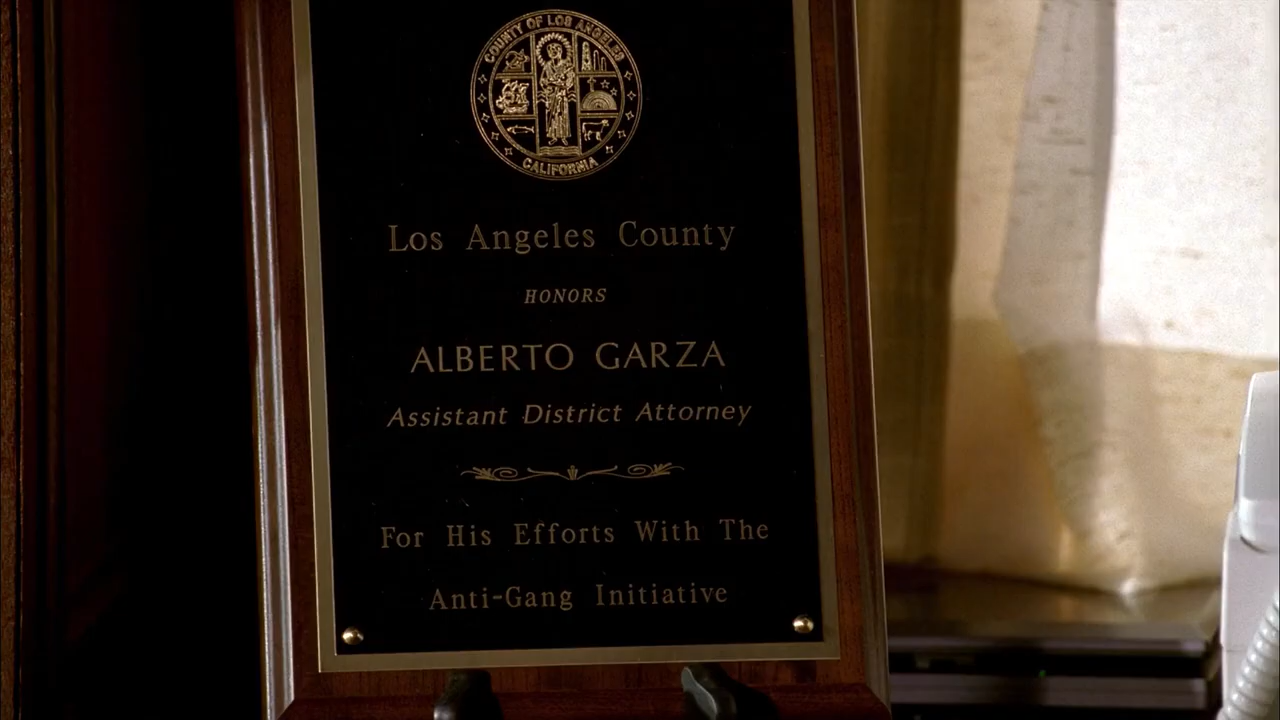 COUNTY OF LOS ANGELES
CALIFORNIA
Los Angeles County
HONORS
ALBERTO GARZA
Assistant District Attorney
For His Efforts With The
Anti-Gang Initiative